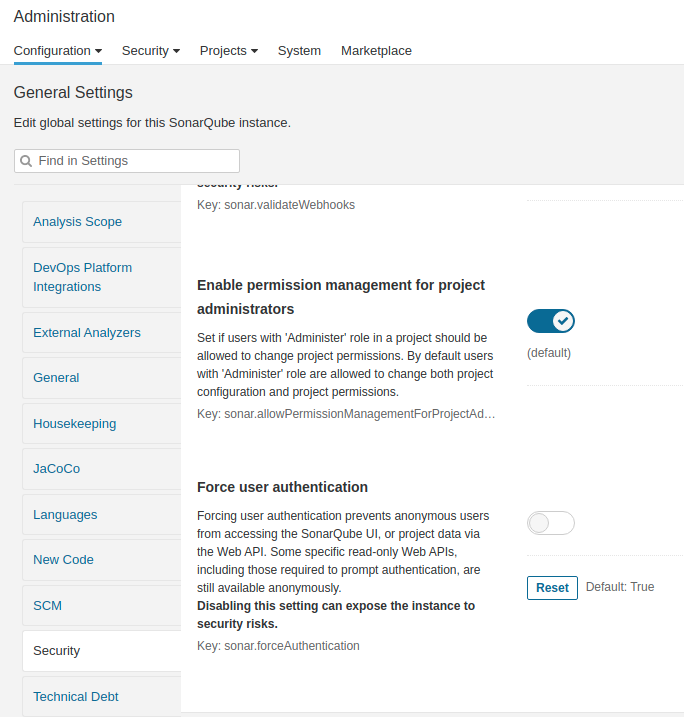 Administration
Configuration Security Projects System Marketplace
General Settings
Edit global settings for this SonarQube instance.
Find in Settings
Analysis Scope
DevOps Platform
Integrations
External Analyzers
General
Housekeeping
JaCoCo
Languages
New Code
SCM
Security
Technical Debt
security risks.
Key: sonar.validateWebhooks
Enable permission management for project
administrators
Set if users with 'Administer' role in a project should be
allowed to change project permissions. By default users
with 'Administer' role are allowed to change both project
configuration and project permissions.
Key: sonar.allowPermissionManagementForProjectAd…
(default)
Force user authentication
Forcing user authentication prevents anonymous users
from accessing the SonarQube UI, or project data via
the Web API. Some specific read-only Web APIs,
including those required to prompt authentication, are
still available anonymously.
Disabling this setting can expose the instance to
security risks.
Key: sonar.forceAuthentication
Reset Default: True